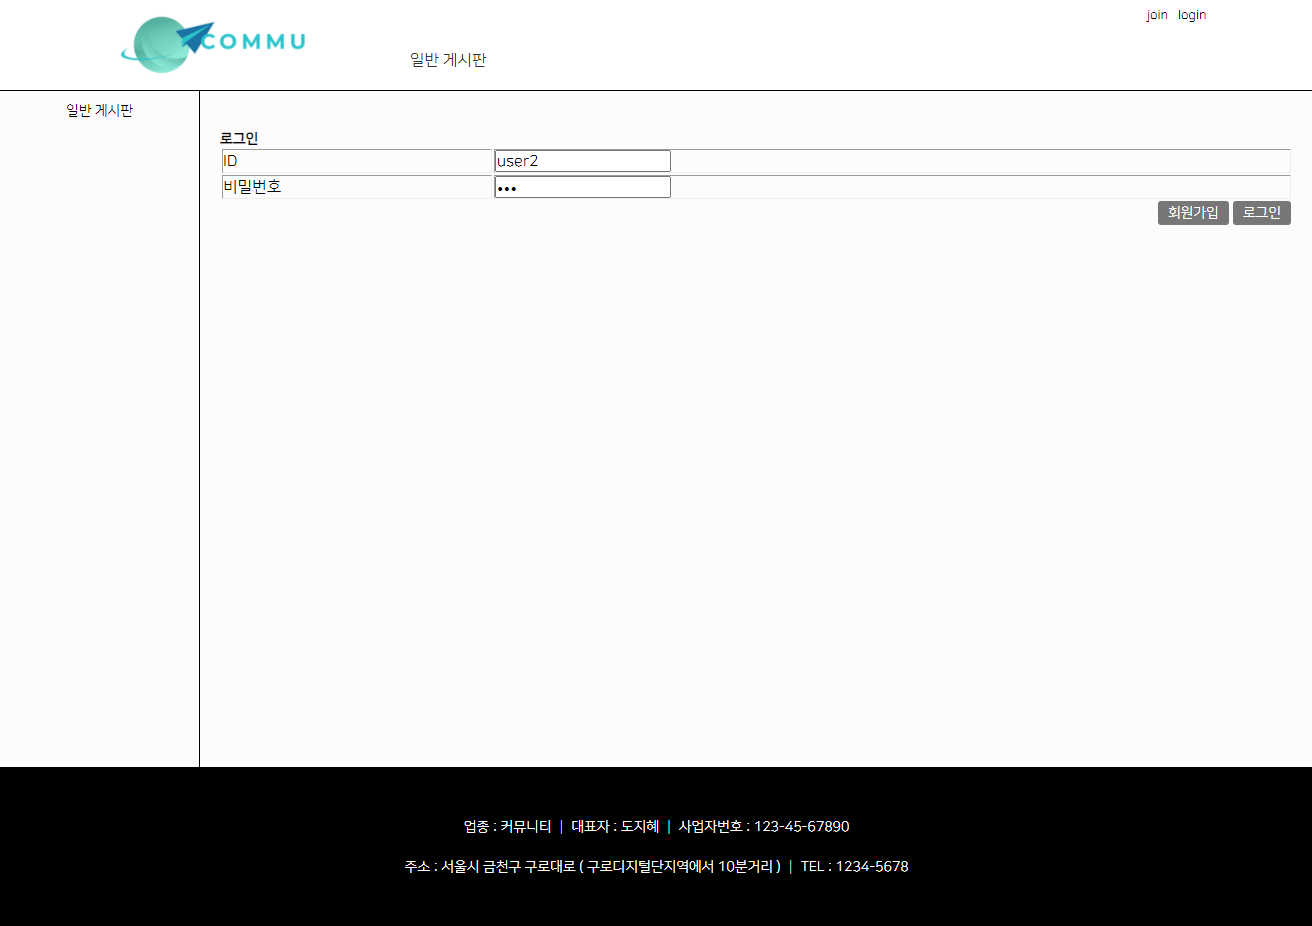 join login
COMMU
일반 게시판
일반 게시판
로그인
ID user2
비밀번호 •••
회원가입 로그인
업종 : 커뮤니티 | 대표자 : 도지혜 | 사업자번호 : 123-45-67890
주소 : 서울시 금천구 구로대로 ( 구로디지털단지역에서 10분거리 ) | TEL : 1234-5678